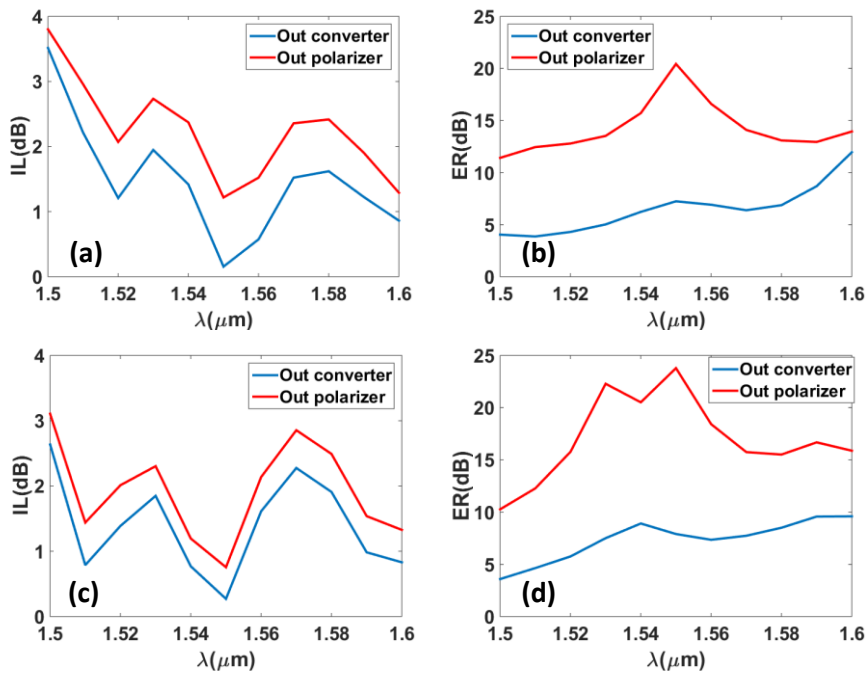 4
3
2
1
0
IL(dB)
Out converter
Out polarizer
(a)
1.5
1.52
1.54
1.56
1.58
1.6
λ(μm)
25
20
15
10
5
0
ER(dB)
Out converter
Out polarizer
(b)
1.5
1.52
1.54
1.56
1.58
1.6
λ(μm)
4
3
2
1
0
IL(dB)
Out converter
Out polarizer
(c)
1.5
1.52
1.54
1.56
1.58
1.6
λ(μm)
25
20
15
10
5
0
ER(dB)
Out converter
Out polarizer
(d)
1.5
1.52
1.54
1.56
1.58
1.6
λ(μm)